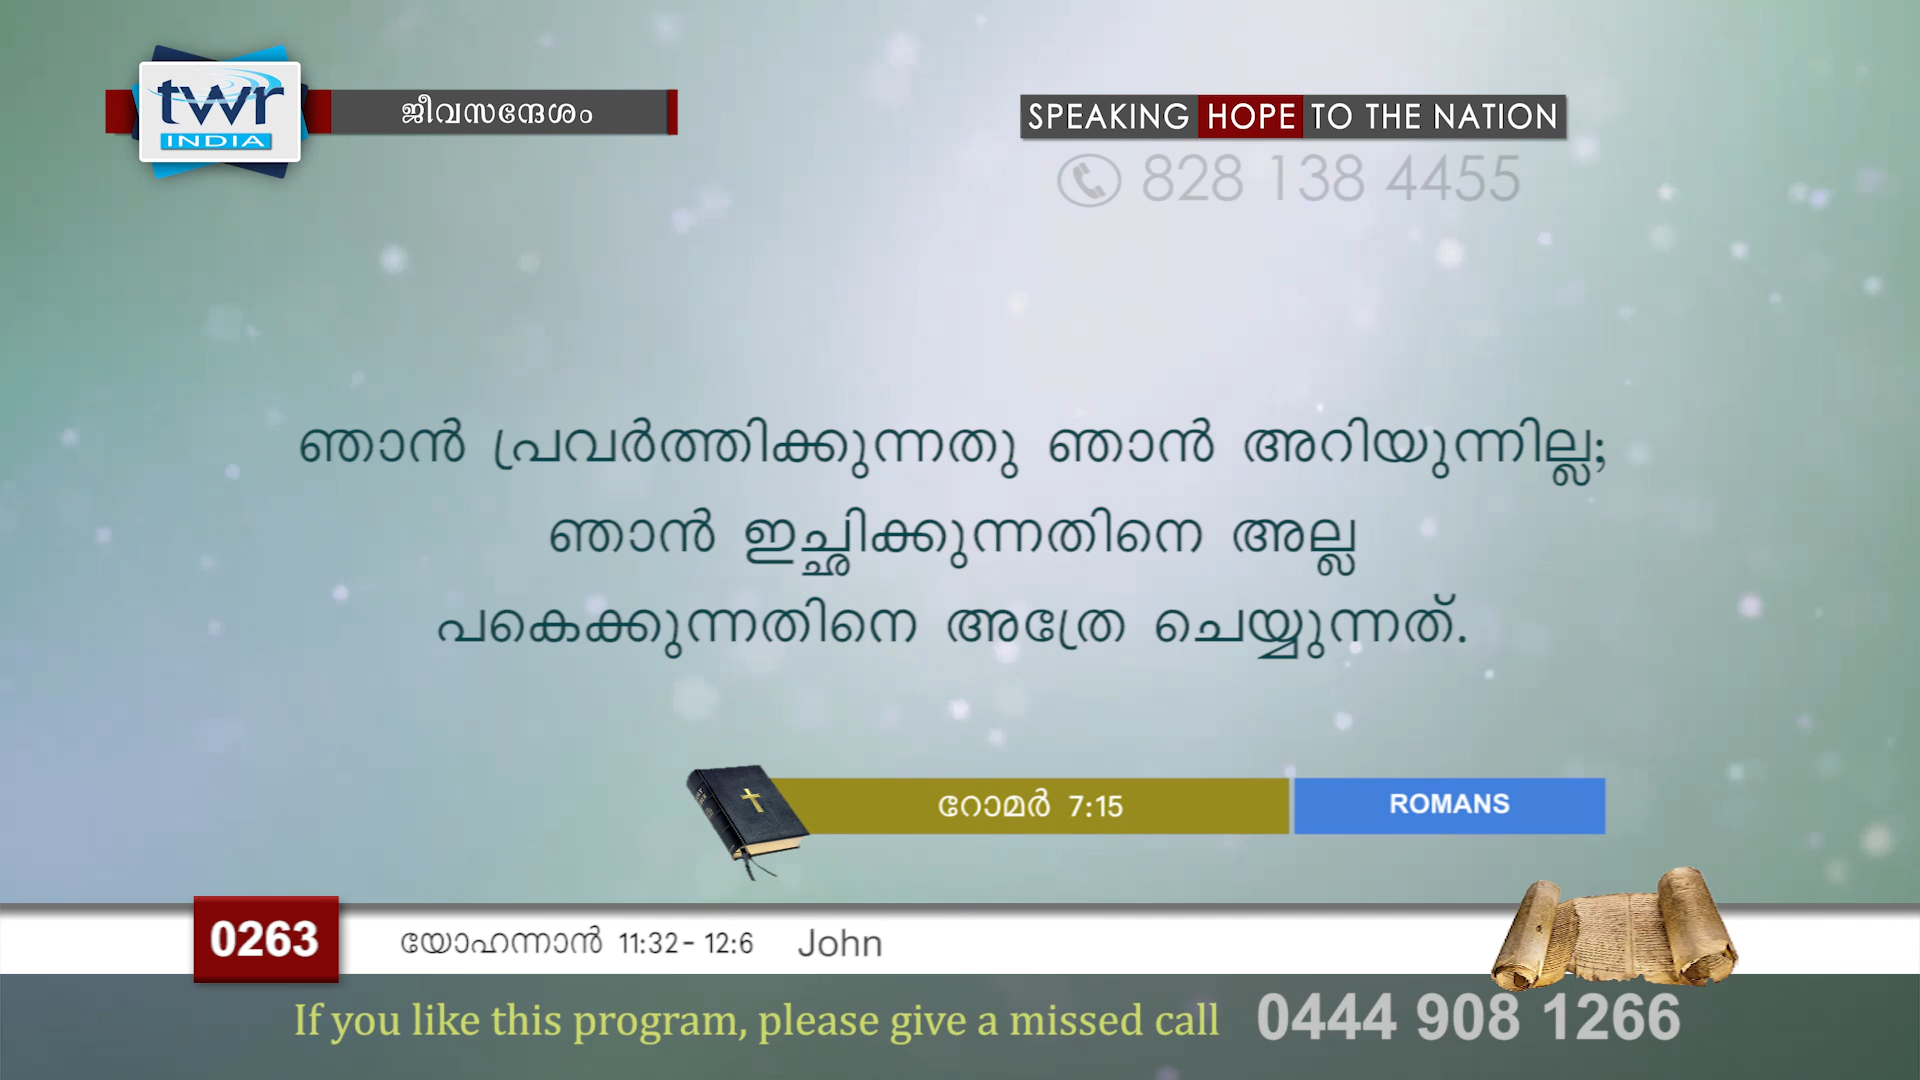 twr
INDIA
ജീവസന്ദേശം
SPEAKING HOPE TO THE NATION
828 138 4455
ഞാൻ പ്രവർത്തിക്കുന്നതു ഞാൻ അറിയുന്നില്ല;
ഞാൻ ഇച്ഛിക്കുന്നതിനെ അല്ല
പകെക്കുന്നതിനെ അത്രേ ചെയ്യുന്നത്.
റോമർ 7:15
ROMANS
0263
യോഹന്നാൻ 11:32- 12:6 John
If you like this program, please give a missed call 0444 908 1266